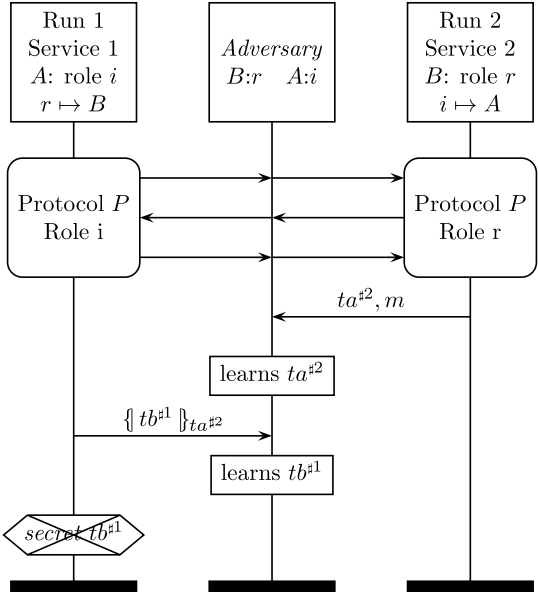 Run 1
Service 1
A: role i
r ↦ B
Adversary
B:r A:i
Run 2
Service 2
B: role r
i ↦ A
Protocol P
Role i
Protocol P
Role r
ta♯2, m
learns ta♯2
{| tb♯1 |}ta♯2
learns tb♯1
secret tb♯1